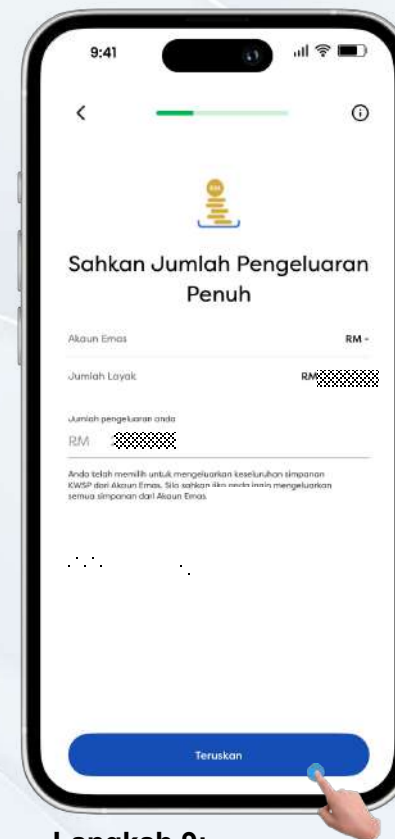 9:41
Sahkan Jumlah Pengeluaran
Penuh
Akaun Emas RM -
Jumlah Layak RM
Jumlah pengeluaran anda
RM
Anda telah memilih untuk mengeluarkan keseluruhan simpanan
KWSP dari Akaun Emas. Sila sahkan jika anda ingin mengeluarkan
semua simpanan dari Akaun Emas
Teruskan